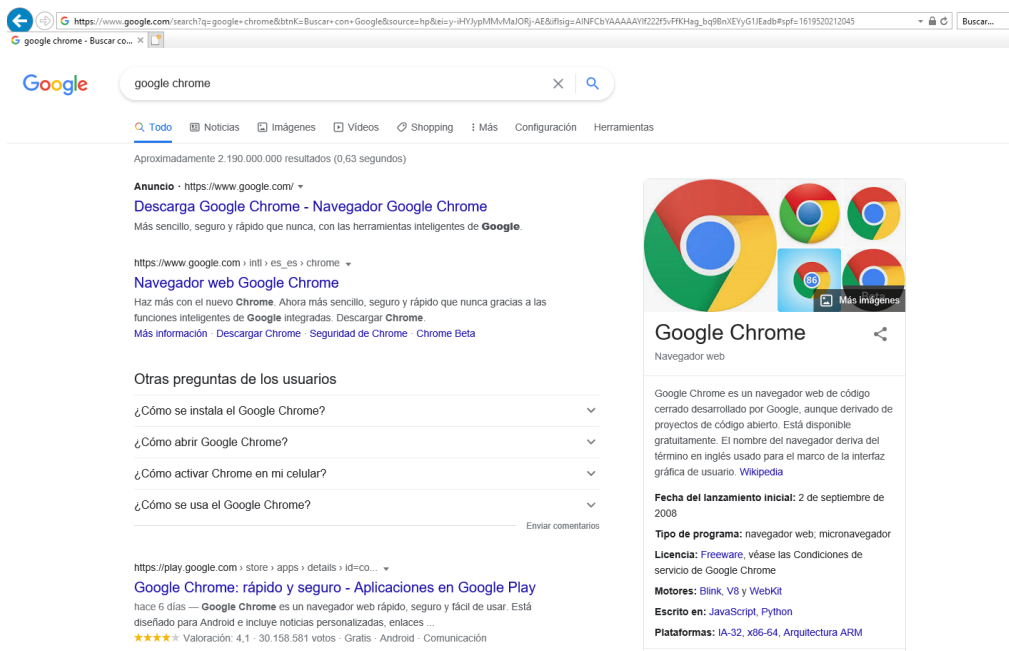 https://www.google.com/search?q=google+chrome&btnK=Buscar+con+Google&source=hp&ei=y-iHYJypMVvMaJORj-AE&iflsig=AINFCbYAAAAAYIf222f5vFfKHag_bq9BnXEYyG1JEadb#spf=1619520212045
Buscar...
google chrome - Buscar co...
Google
google chrome
Todo Noticias Imágenes Vídeos Shopping Más Configuración Herramientas
Aproximadamente 2.190.000.000 resultados (0,63 segundos)
Anuncio · https://www.google.com/
Descarga Google Chrome - Navegador Google Chrome
Más sencillo, seguro y rápido que nunca, con las herramientas inteligentes de Google.
https://www.google.com › intl › es_es › chrome
Navegador web Google Chrome
Haz más con el nuevo Chrome. Ahora más sencillo, seguro y rápido que nunca gracias a las
funciones inteligentes de Google integradas. Descargar Chrome.
Más información · Descargar Chrome · Seguridad de Chrome · Chrome Beta
Otras preguntas de los usuarios
¿Cómo se instala el Google Chrome?
¿Cómo abrir Google Chrome?
¿Cómo activar Chrome en mi celular?
¿Cómo se usa el Google Chrome?
Enviar comentarios
https://play.google.com › store › apps › details › id=co...
Google Chrome: rápido y seguro - Aplicaciones en Google Play
hace 6 días — Google Chrome es un navegador web rápido, seguro y fácil de usar. Está
diseñado para Android e incluye noticias personalizadas, enlaces ...
Valoración: 4,1 · 30.158.581 votos · Gratis · Android · Comunicación
86
Beta
Más imágenes
Google Chrome
Navegador web
Google Chrome es un navegador web de código
cerrado desarrollado por Google, aunque derivado de
proyectos de código abierto. Está disponible
gratuitamente. El nombre del navegador deriva del
término en inglés usado para el marco de la interfaz
gráfica de usuario. Wikipedia
Fecha del lanzamiento inicial: 2 de septiembre de
2008
Tipo de programa: navegador web; micronavegador
Licencia: Freeware, véase las Condiciones de
servicio de Google Chrome
Motores: Blink, V8 y WebKit
Escrito en: JavaScript, Python
Plataformas: IA-32, x86-64, Arquitectura ARM